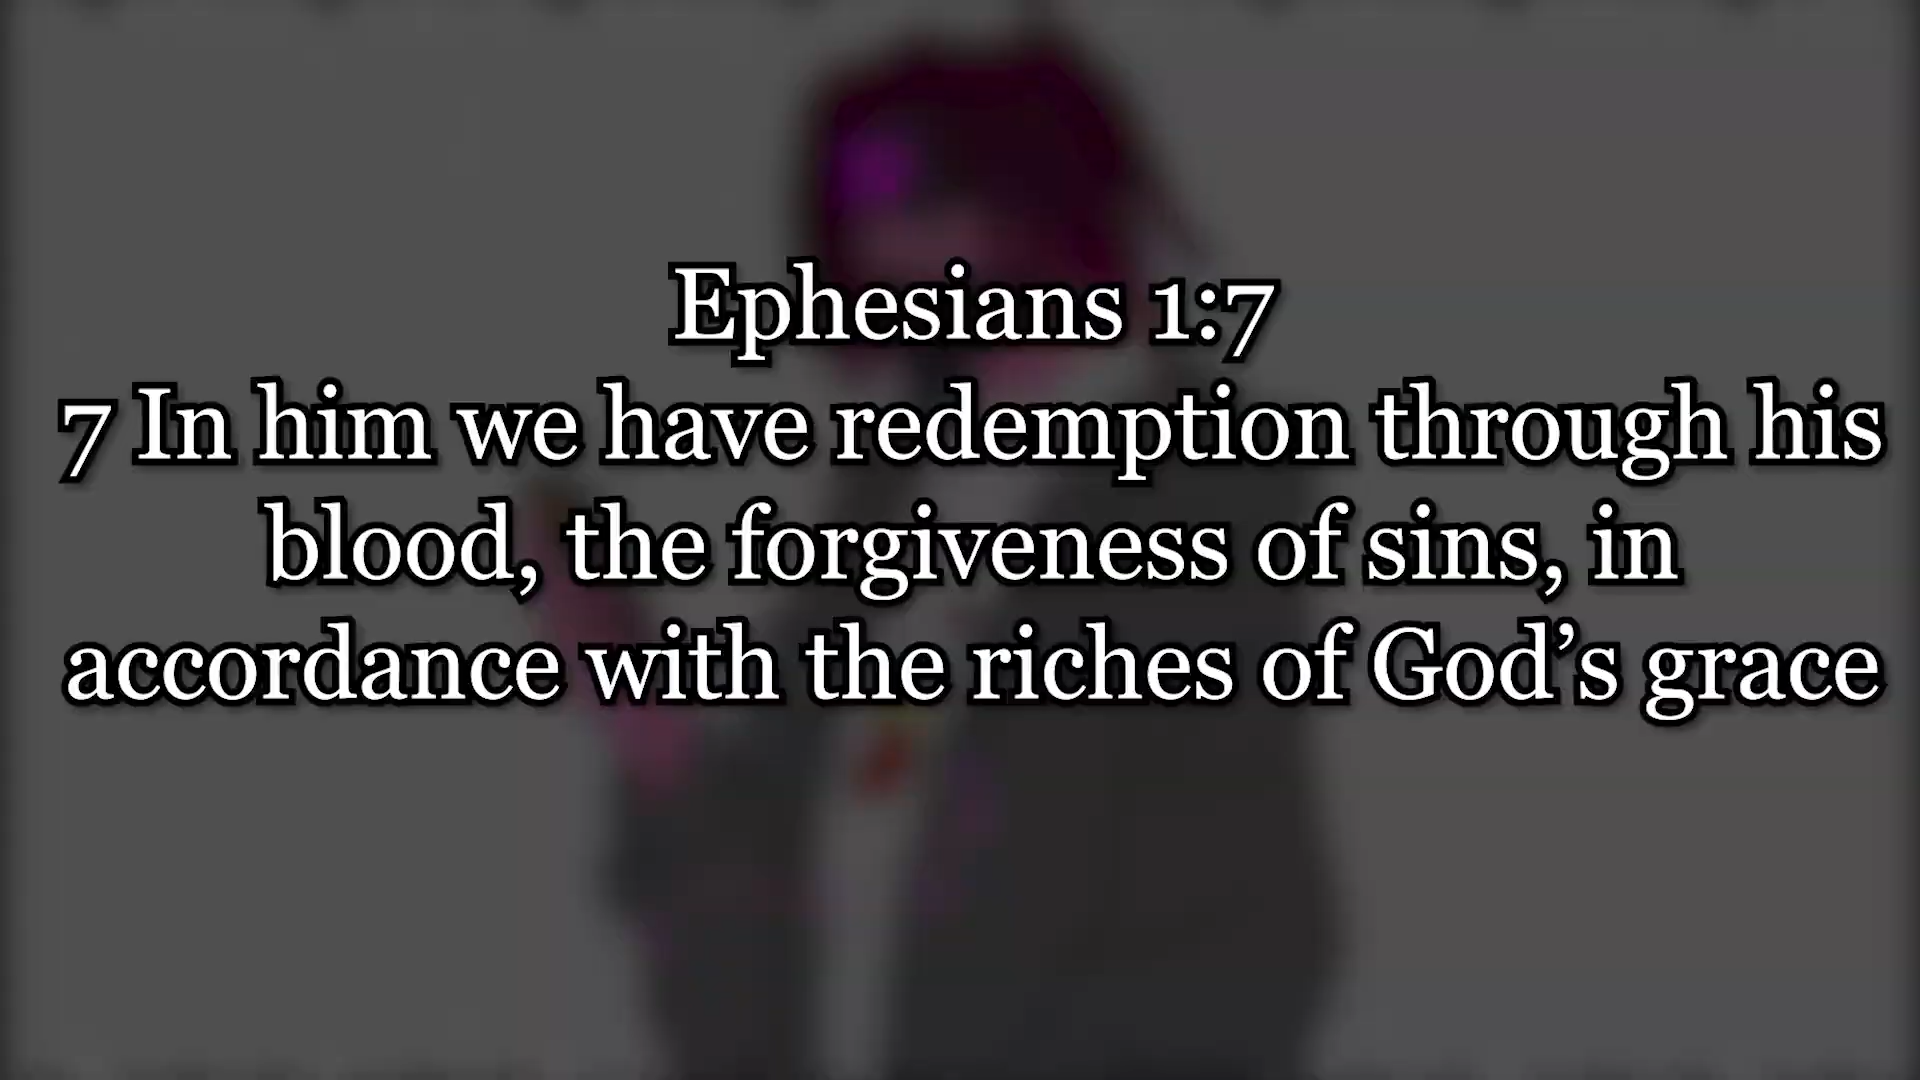 Ephesians 1:7
7 In him we have redemption through his
blood, the forgiveness of sins, in
accordance with the riches of God’s grace